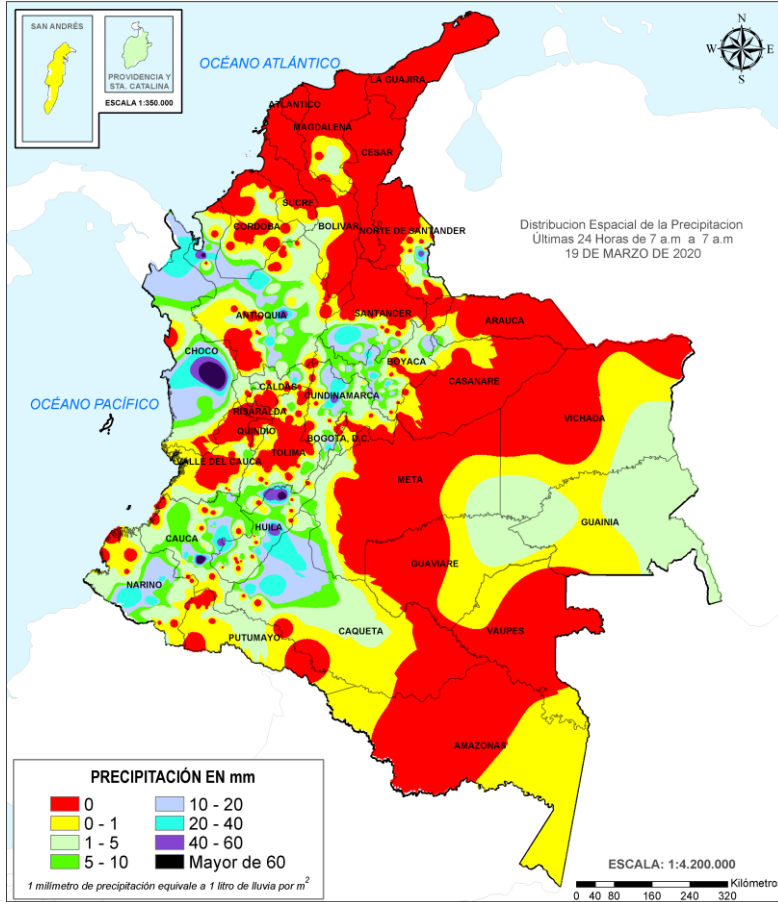 SAN ANDRÉS
PROVIDENCIA Y
STA. CATALINA
ESCALA 1:350.000
OCÉANO ATLÁNTICO
N
W
E
S
LA GUAJIRA
ATLANTICO
MAGDALENA
CESAR
SUCRE
CORDOBA
BOLIVAR
NORTE DE SANTANDER
Distribucion Espacial de la Precipitacion
Últimas 24 Horas de 7 a.m a 7 a.m
19 DE MARZO DE 2020
ANTIOQUIA
SANTANDER
ARAUCA
CHOCO
BOYACA
CASANARE
CALDAS
CUNDINAMARCA
OCÉANO PACÍFICO
RISARALDA
VICHADA
QUINDIO
BOGOTA, D.C.
TOLIMA
VALLE DEL CAUCA
META
GUAINIA
HUILA
CAUCA
GUAVIARE
NARINO
CAQUETA
VAUPES
PUTUMAYO
AMAZONAS
PRECIPITACIÓN EN mm
0
10 - 20
0 - 1
20 - 40
1 - 5
40 - 60
5 - 10
Mayor de 60
1 milímetro de precipitación equivale a 1 litro de lluvia por m²
ESCALA: 1:4.200.000
Kilómetro
0 40 80 160 240 320